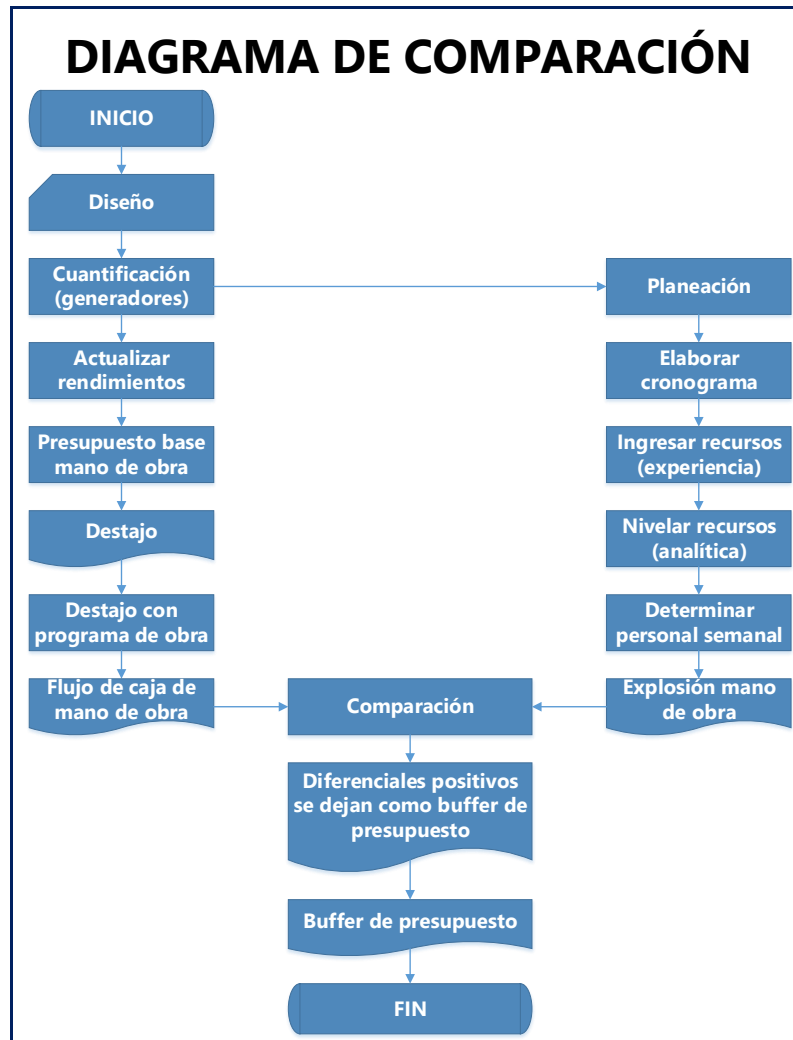 DIAGRAMA DE COMPARACIÓN
INICIO
Diseño
Cuantificación
(generadores)
Planeación
Actualizar
rendimientos
Elaborar
cronograma
Presupuesto base
mano de obra
Ingresar recursos
(experiencia)
Destajo
Nivelar recursos
(analítica)
Destajo con
programa de obra
Determinar
personal semanal
Flujo de caja de
mano de obra
Comparación
Explosión mano
de obra
Diferenciales positivos
se dejan como buffer de
presupuesto
Buffer de presupuesto
FIN